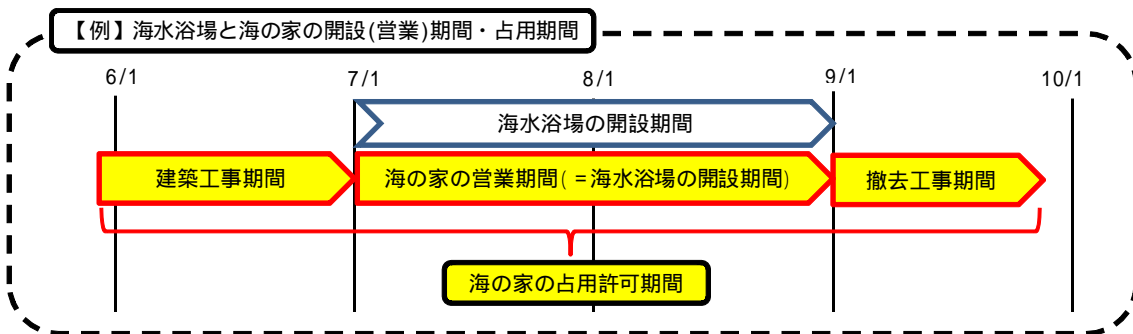 【例】海水浴場と海の家の開設(営業)期間・占用期間
6/1 7/1 8/1 9/1 10/1
海水浴場の開設期間
建築工事期間 海の家の営業期間(=海水浴場の開設期間) 撤去工事期間
海の家の占用許可期間